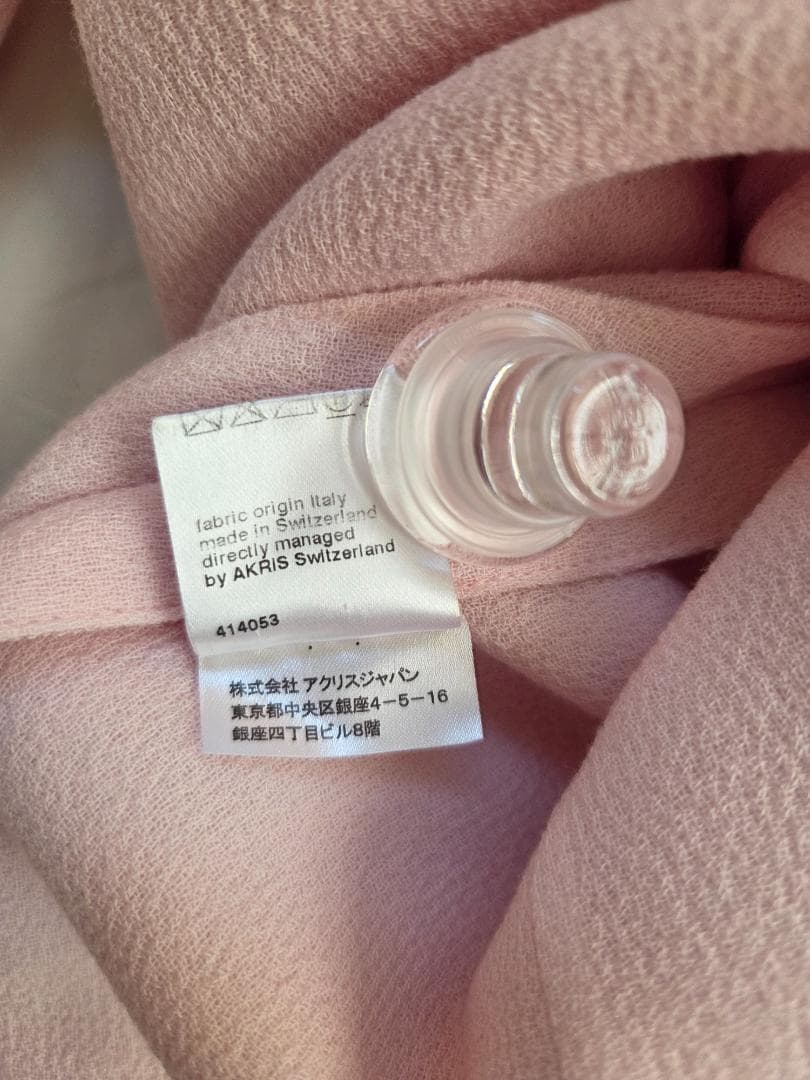 fabric origin Italy
made in Switzerland
directly managed
by AKRIS Switzerland
414053
株式会社 アクリスジャパン
東京都中央区銀座4-5-16
銀座四丁目ビル8階